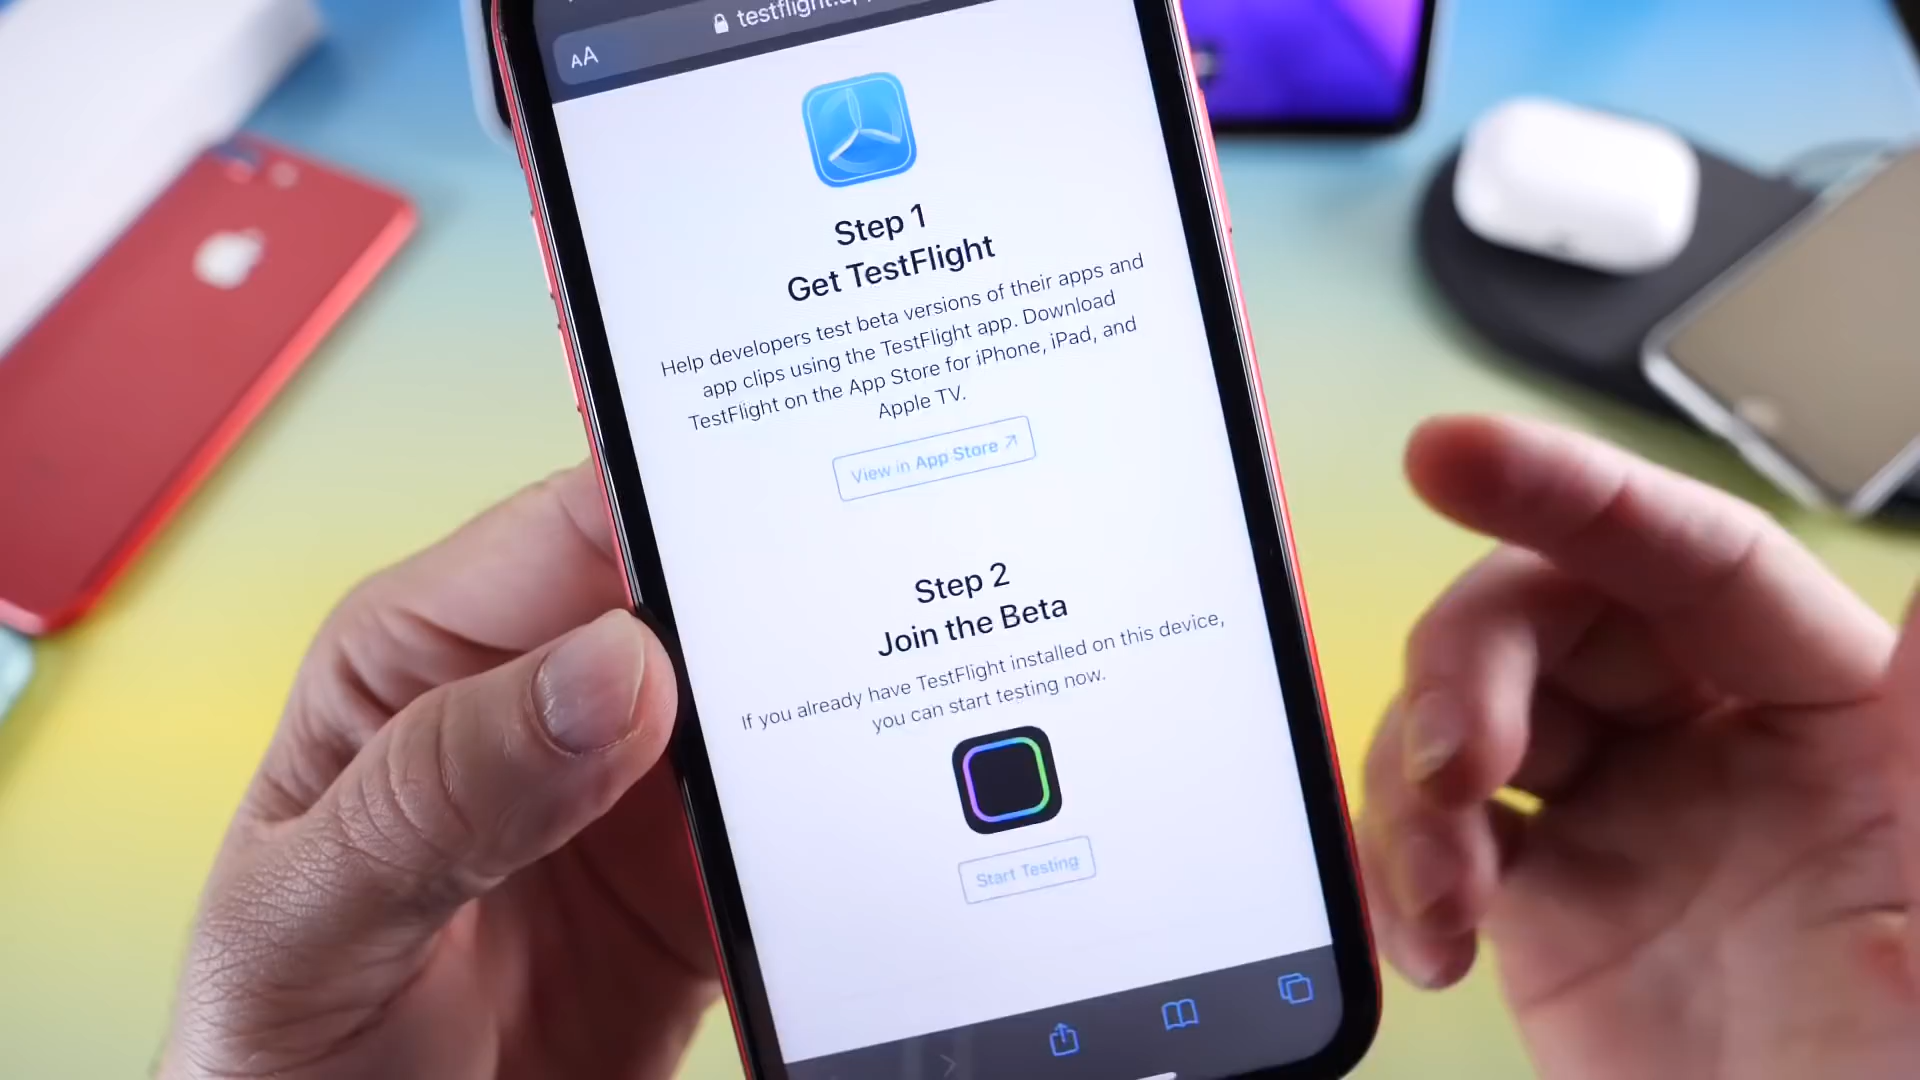 AA
testflight.a
Step 1
Get TestFlight
Help developers test beta versions of their apps and
app clips using the TestFlight app. Download
TestFlight on the App Store for iPhone, iPad, and
Apple TV.
View in App Store ↗
Step 2
Join the Beta
If you already have TestFlight installed on this device,
you can start testing now.
Start Testing